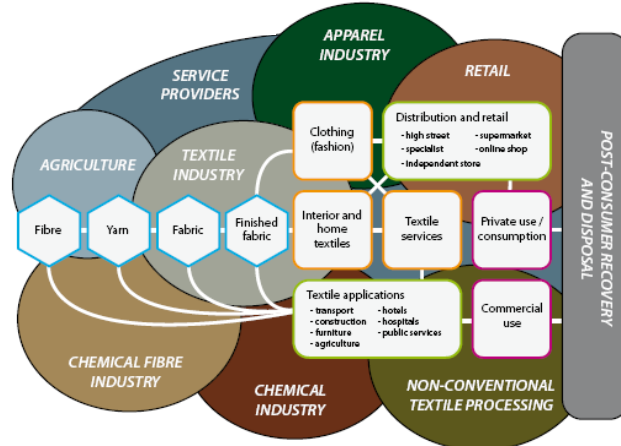 APPAREL
INDUSTRY
SERVICE
PROVIDERS
RETAIL
AGRICULTURE
TEXTILE
INDUSTRY
Clothing
(fashion)
Distribution and retail
- high street
- specialist
- independent store
- supermarket
- online shop
Fibre
Yarn
Fabric
Finished
fabric
Interior and
home
textiles
Textile
services
Private use /
consumption
Textile applications
- transport
- construction
- furniture
- agriculture
- hotels
- hospitals
- public services
Commercial
use
CHEMICAL FIBRE
INDUSTRY
CHEMICAL
INDUSTRY
NON-CONVENTIONAL
TEXTILE PROCESSING
POST-CONSUMER RECOVERY
AND DISPOSAL